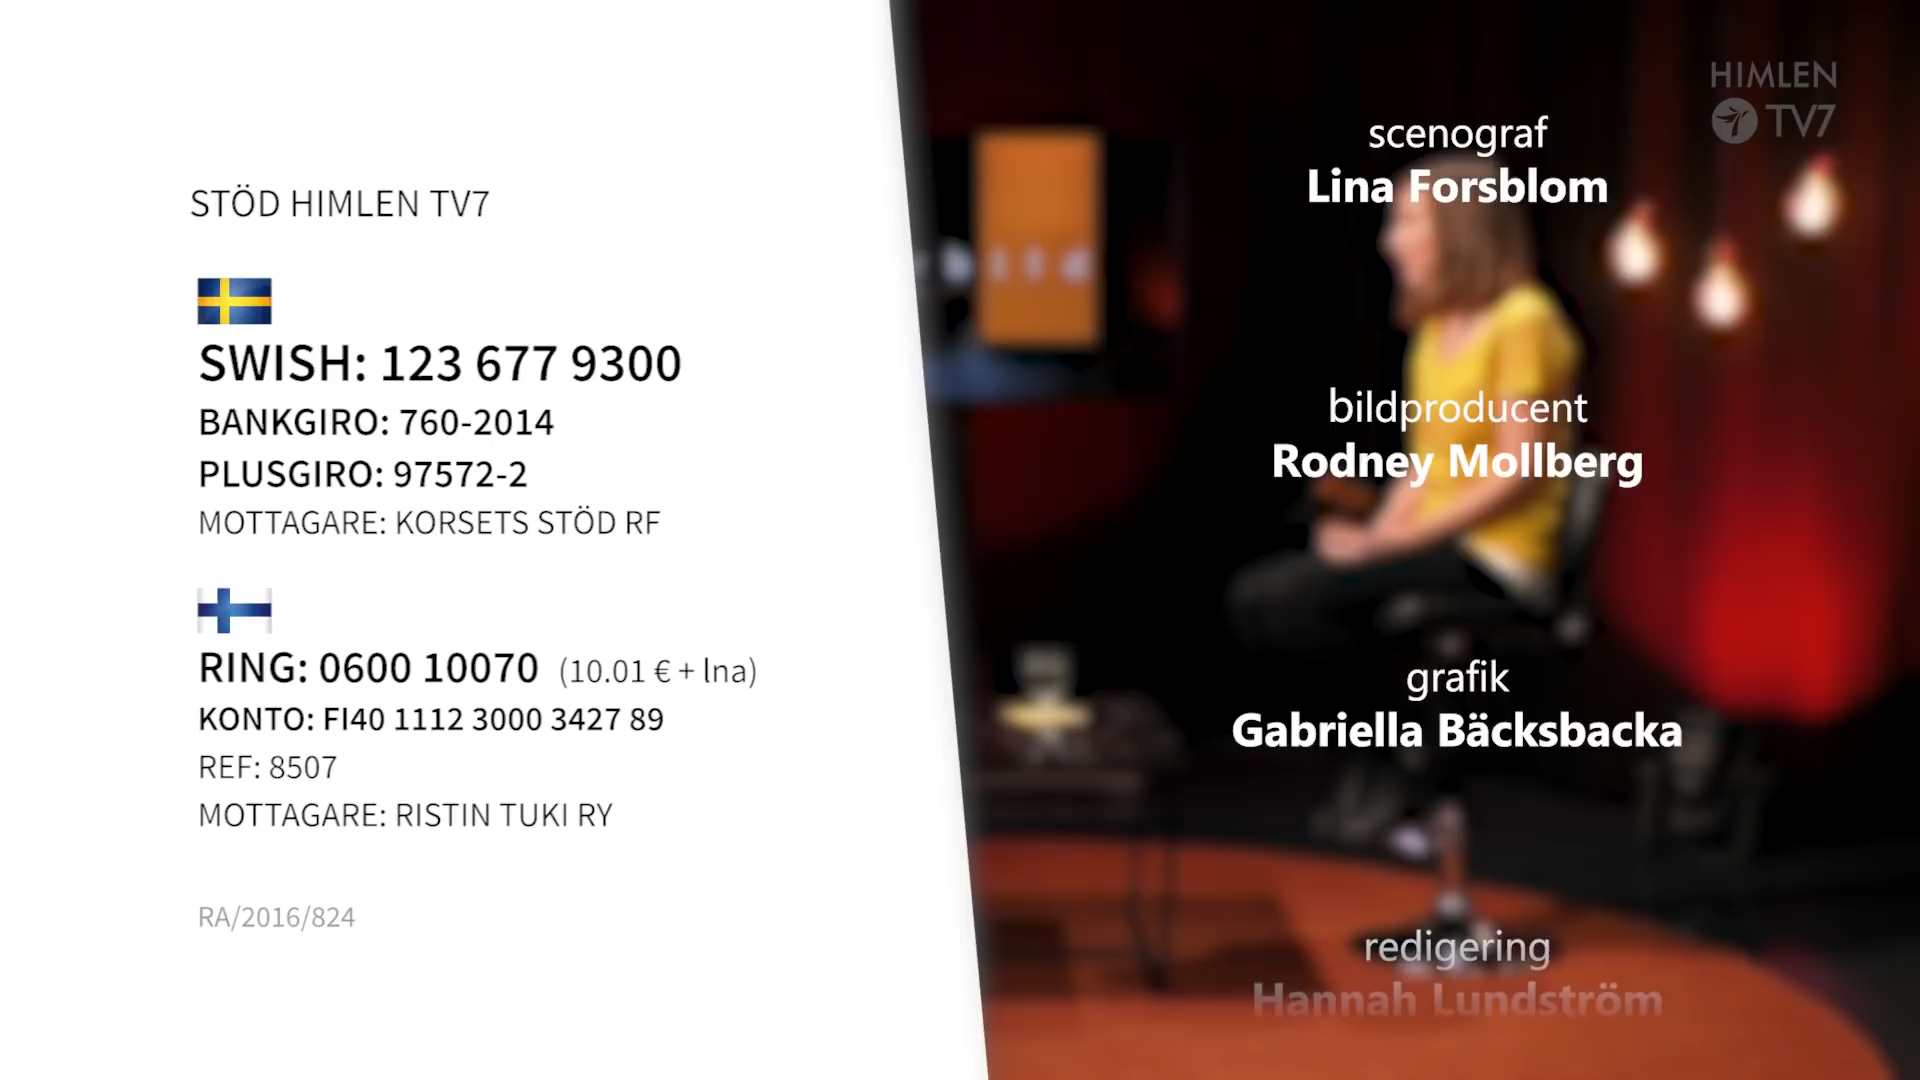 STÖD HIMLEN TV7
SWISH: 123 677 9300
BANKGIRO: 760-2014
PLUSGIRO: 97572-2
MOTTAGARE: KORSETS STÖD RF
RING: 0600 10070 (10.01 € + lna)
KONTO: FI40 1112 3000 3427 89
REF: 8507
MOTTAGARE: RISTIN TUKI RY
RA/2016/824
HIMLEN
TV7
scenograf
Lina Forsblom
bildproducent
Rodney Mollberg
grafik
Gabriella Bäcksbacka
redigering
Hannah Lundström